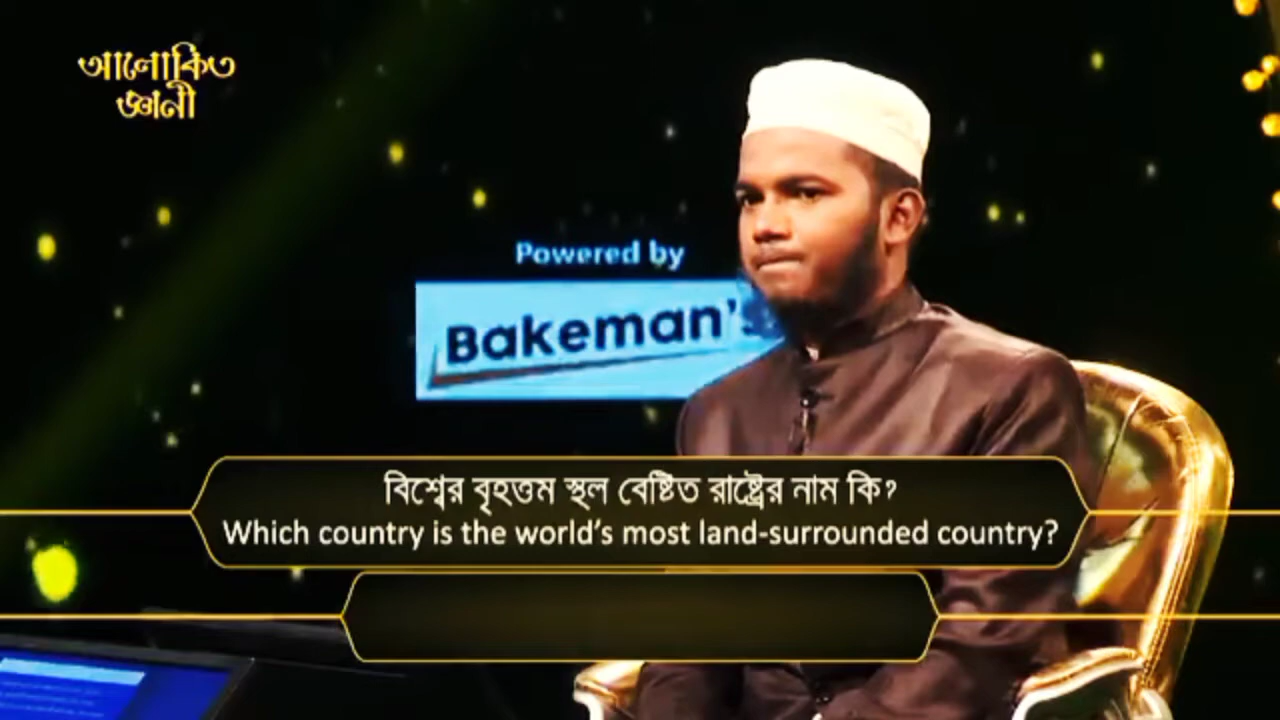 আলোকিত
জ্ঞানী
Powered by
Bakeman's
বিশ্বের বৃহত্তম স্থল বেষ্টিত রাষ্ট্রের নাম কি?
Which country is the world's most land-surrounded country?